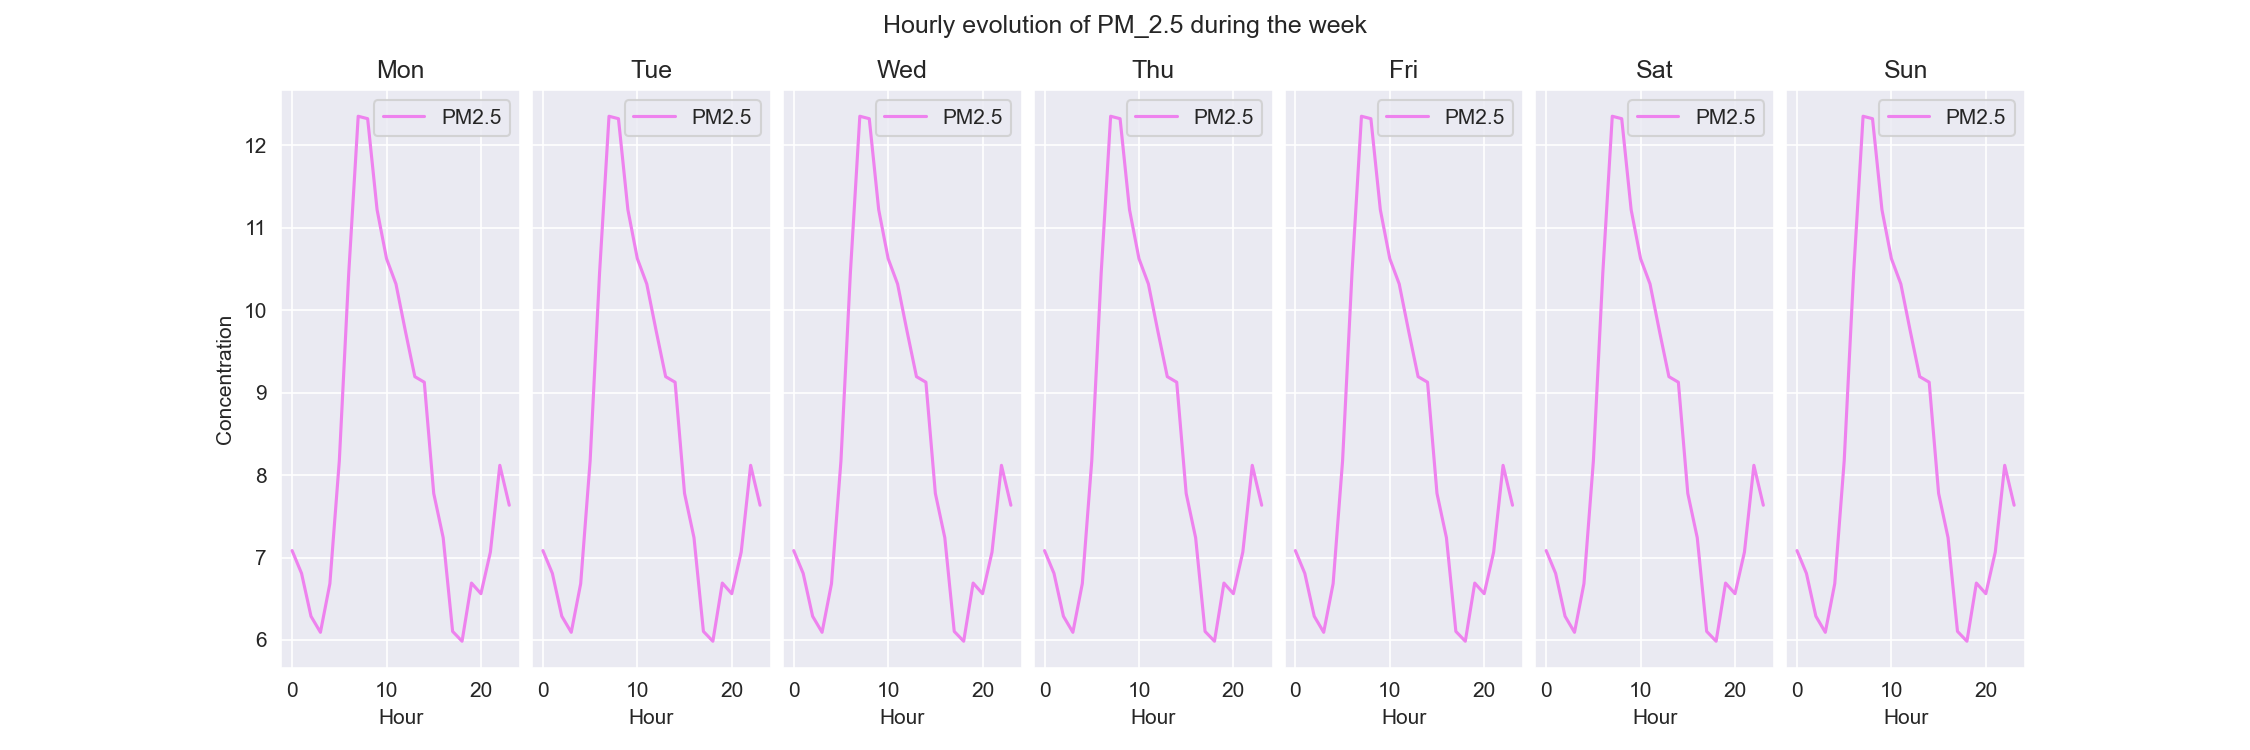 Hourly evolution of PM_2.5 during the week
Mon Tue Wed Thu Fri Sat Sun
PM2.5 PM2.5 PM2.5 PM2.5 PM2.5 PM2.5 PM2.5
12
11
10
9
8
7
6
Concentration
0 10 20 0 10 20 0 10 20 0 10 20 0 10 20 0 10 20 0 10 20
Hour Hour Hour Hour Hour Hour Hour